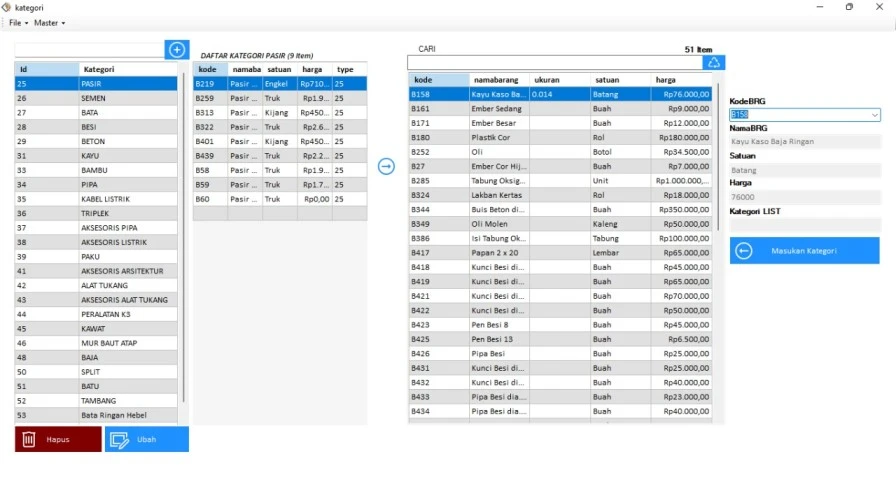 kategori
File Master
DAFTAR KATEGORI PASIR (9 Item)
Id Kategori
25 PASIR
26 SEMEN
27 BATA
28 BESI
29 BETON
31 KAYU
33 BAMBU
34 PIPA
35 KABEL LISTRIK
36 TRIPLEK
37 AKSESORIS PIPA
38 AKSESORIS LISTRIK
39 PAKU
41 AKSESORIS ARSITEKTUR
42 ALAT TUKANG
43 AKSESORIS ALAT TUKANG
44 PERALATAN K3
45 KAWAT
46 MUR BAUT ATAP
48 BAJA
50 SPLIT
51 BATU
52 TAMBANG
53 Bata Ringan Hebel
Hapus Ubah
kode namaba satuan harga type
B219 Pasir ... Engkel Rp710... 25
B259 Pasir ... Truk Rp1.9... 25
B313 Pasir ... Kijang Rp450... 25
B322 Pasir ... Truk Rp2.6... 25
B401 Pasir ... Kijang Rp450... 25
B439 Pasir ... Truk Rp2.2... 25
B58 Pasir ... Truk Rp1.9... 25
B59 Pasir ... Truk Rp1.7... 25
B60 Pasir ... Truk Rp0,00 25
CARI 51 Item
kode namabarang ukuran satuan harga
B158 Kayu Kaso Ba... 0.014 Batang Rp76.000,00
B161 Ember Sedang Buah Rp9.000,00
B171 Ember Besar Buah Rp12.000,00
B180 Plastik Cor Rol Rp180.000,00
B252 Oli Botol Rp34.500,00
B27 Ember Cor Hij... Buah Rp7.000,00
B285 Tabung Oksig... Unit Rp1.000.000,...
B324 Lakban Kertas Rol Rp18.000,00
B344 Buis Beton di... Buah Rp350.000,00
B349 Oli Molen Kaleng Rp50.000,00
B386 Isi Tabung Ok... Tabung Rp100.000,00
B417 Papan 2 x 20 Lembar Rp65.000,00
B418 Kunci Besi di... Buah Rp45.000,00
B419 Kunci Besi di... Buah Rp65.000,00
B421 Kunci Besi di... Buah Rp70.000,00
B422 Kunci Besi di... Buah Rp50.000,00
B423 Pen Besi 8 Buah Rp45.000,00
B425 Pen Besi 13 Buah Rp6.500,00
B426 Pipa Besi Buah Rp25.000,00
B431 Kunci Besi di... Buah Rp25.000,00
B432 Kunci Besi di... Buah Rp40.000,00
B433 Pipa Besi dia.... Buah Rp23.000,00
B434 Pipa Besi dia... Buah Rp40.000,00
KodeBRG
B158
NamaBRG
Kayu Kaso Baja Ringan
Satuan
Batang
Harga
76000
Kategori LIST
Masukan Kategori